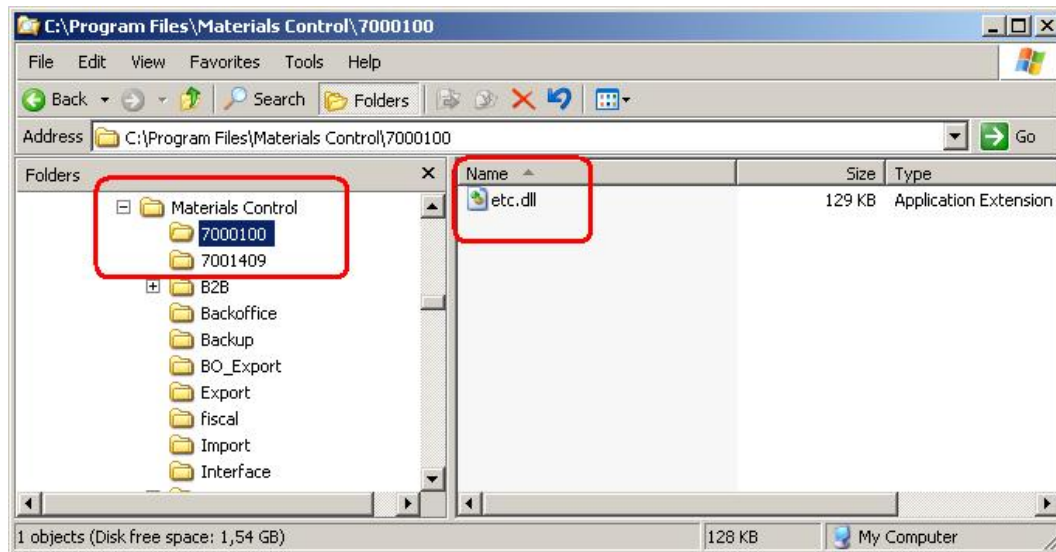 C:\Program Files\Materials Control\7000100
File Edit View Favorites Tools Help
Back Search Folders
Address C:\Program Files\Materials Control\7000100 Go
Folders x Name Size Type
Materials Control etc.dll 129 KB Application Extension
7000100
7001409
B2B
Backoffice
Backup
BO_Export
Export
fiscal
Import
Interface
1 objects (Disk free space: 1,54 GB) 128 KB My Computer